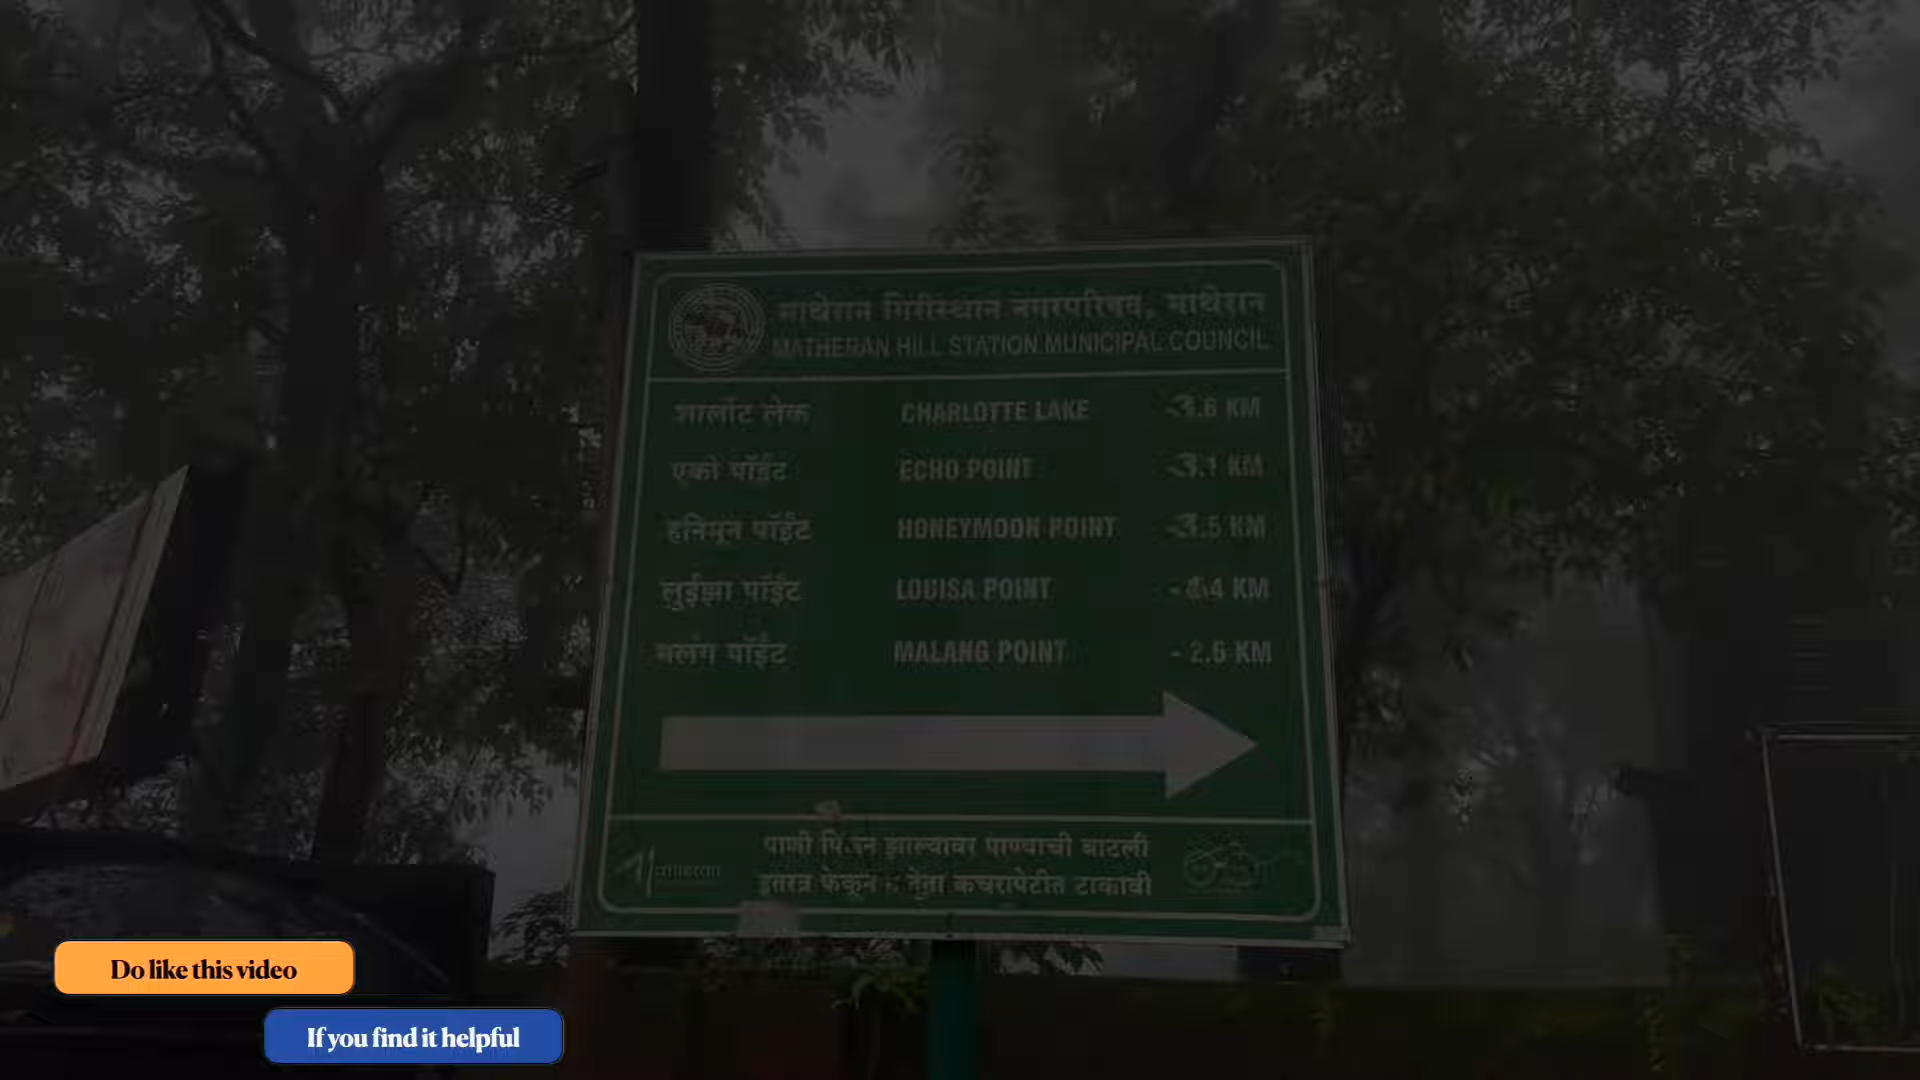 माथेरान गिरीस्थान नगरपरिषद, माथेरान
MATHERAN HILL STATION MUNICIPAL COUNCIL
शार्लोट लेक CHARLOTTE LAKE -3.6 KM
एको पॉईंट ECHO POINT -3.1 KM
हनिमून पॉईंट HONEYMOON POINT -3.5 KM
लुईझा पॉईंट LOUISA POINT - 4.4 KM
मलंग पॉईंट MALANG POINT - 2.6 KM
पाणी पिऊन झाल्यावर पाण्याची बाटली
इतरत्र फेकून न देता कचरापेटीत टाकावी
Do like this video
If you find it helpful